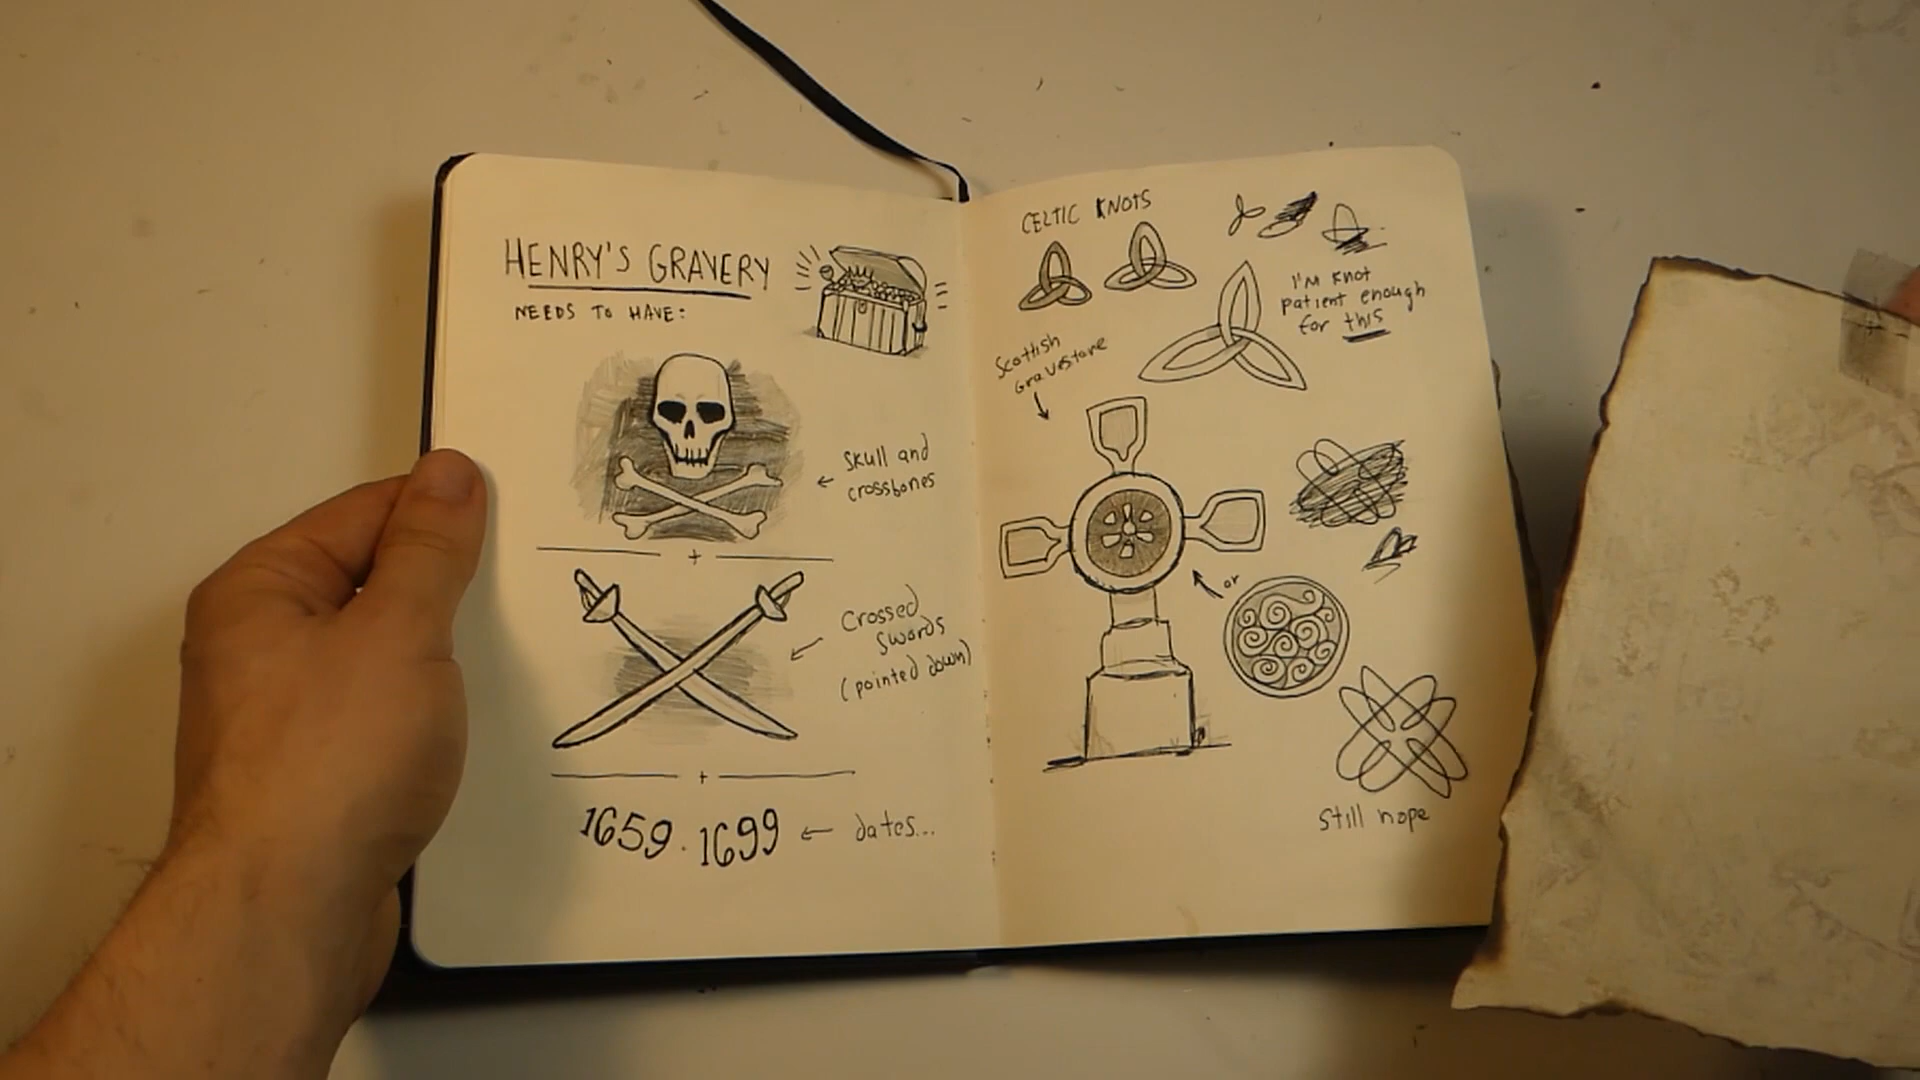 HENRY'S GRAVERY
NEEDS TO HAVE:
Skull and
crossbones
Crossed
Swords
(pointed down)
1659 . 1699 ← dates...
CELTIC KNOTS
I'M KNOT
patient enough
for this
Scottish
Gravestone
or
Still nope